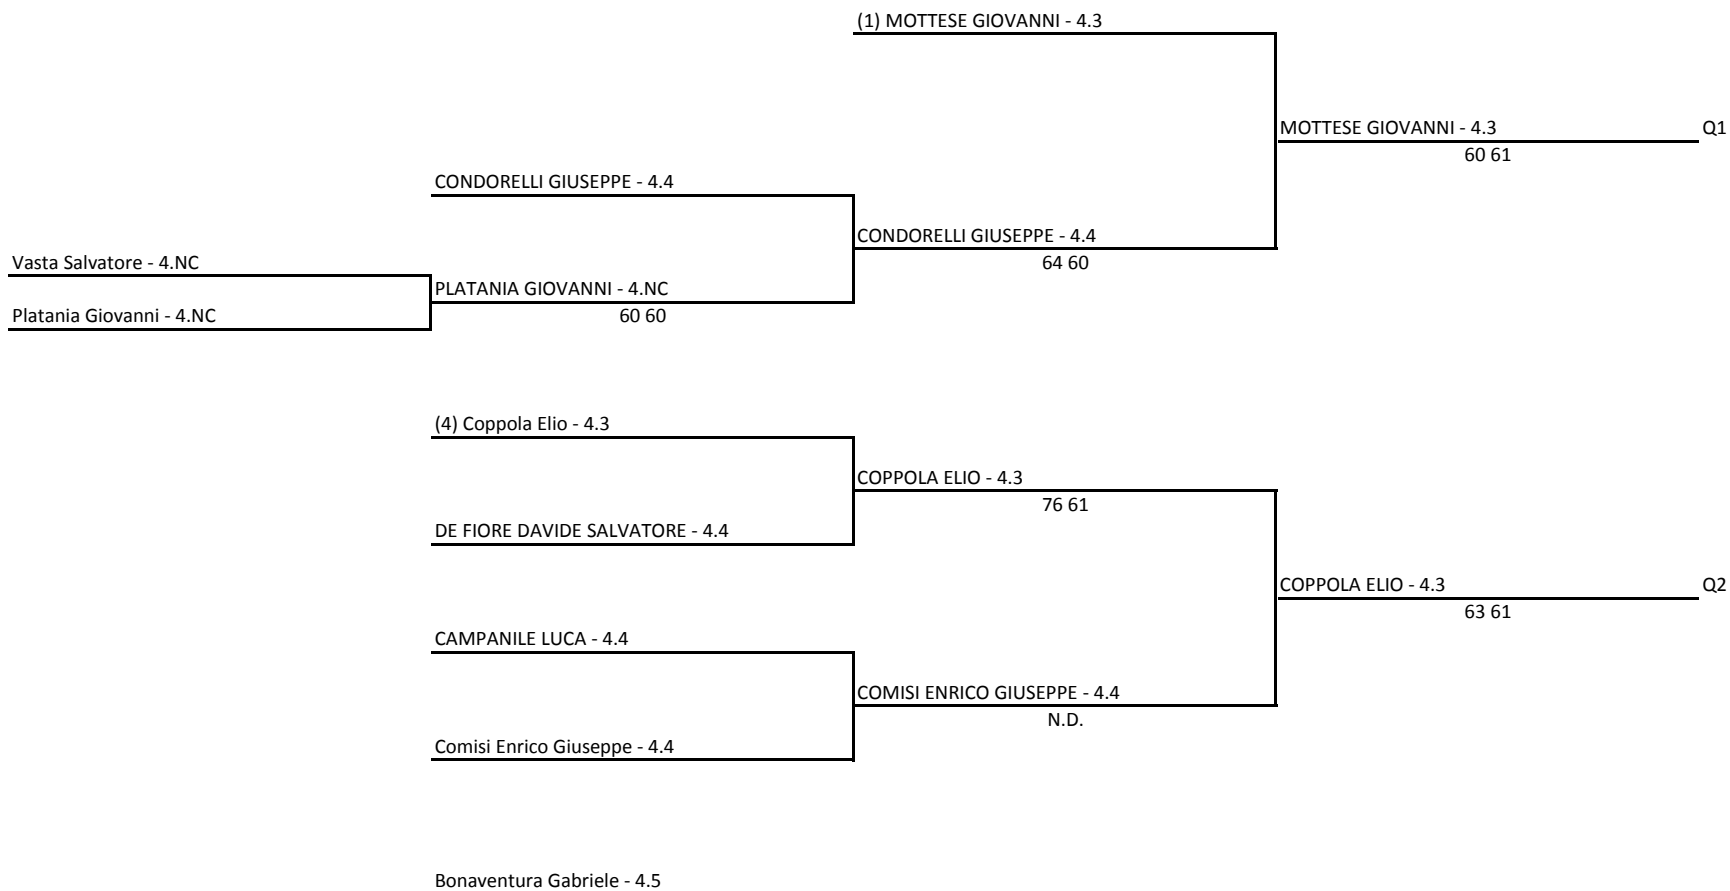 (1) MOTTESE GIOVANNI - 4.3
MOTTESE GIOVANNI - 4.3 Q1
60 61
CONDORELLI GIUSEPPE - 4.4
CONDORELLI GIUSEPPE - 4.4
Vasta Salvatore - 4.NC 64 60
PLATANIA GIOVANNI - 4.NC
Platania Giovanni - 4.NC 60 60
(4) Coppola Elio - 4.3
COPPOLA ELIO - 4.3
76 61
DE FIORE DAVIDE SALVATORE - 4.4
COPPOLA ELIO - 4.3 Q2
63 61
CAMPANILE LUCA - 4.4
COMISI ENRICO GIUSEPPE - 4.4
N.D.
Comisi Enrico Giuseppe - 4.4
Bonaventura Gabriele - 4.5